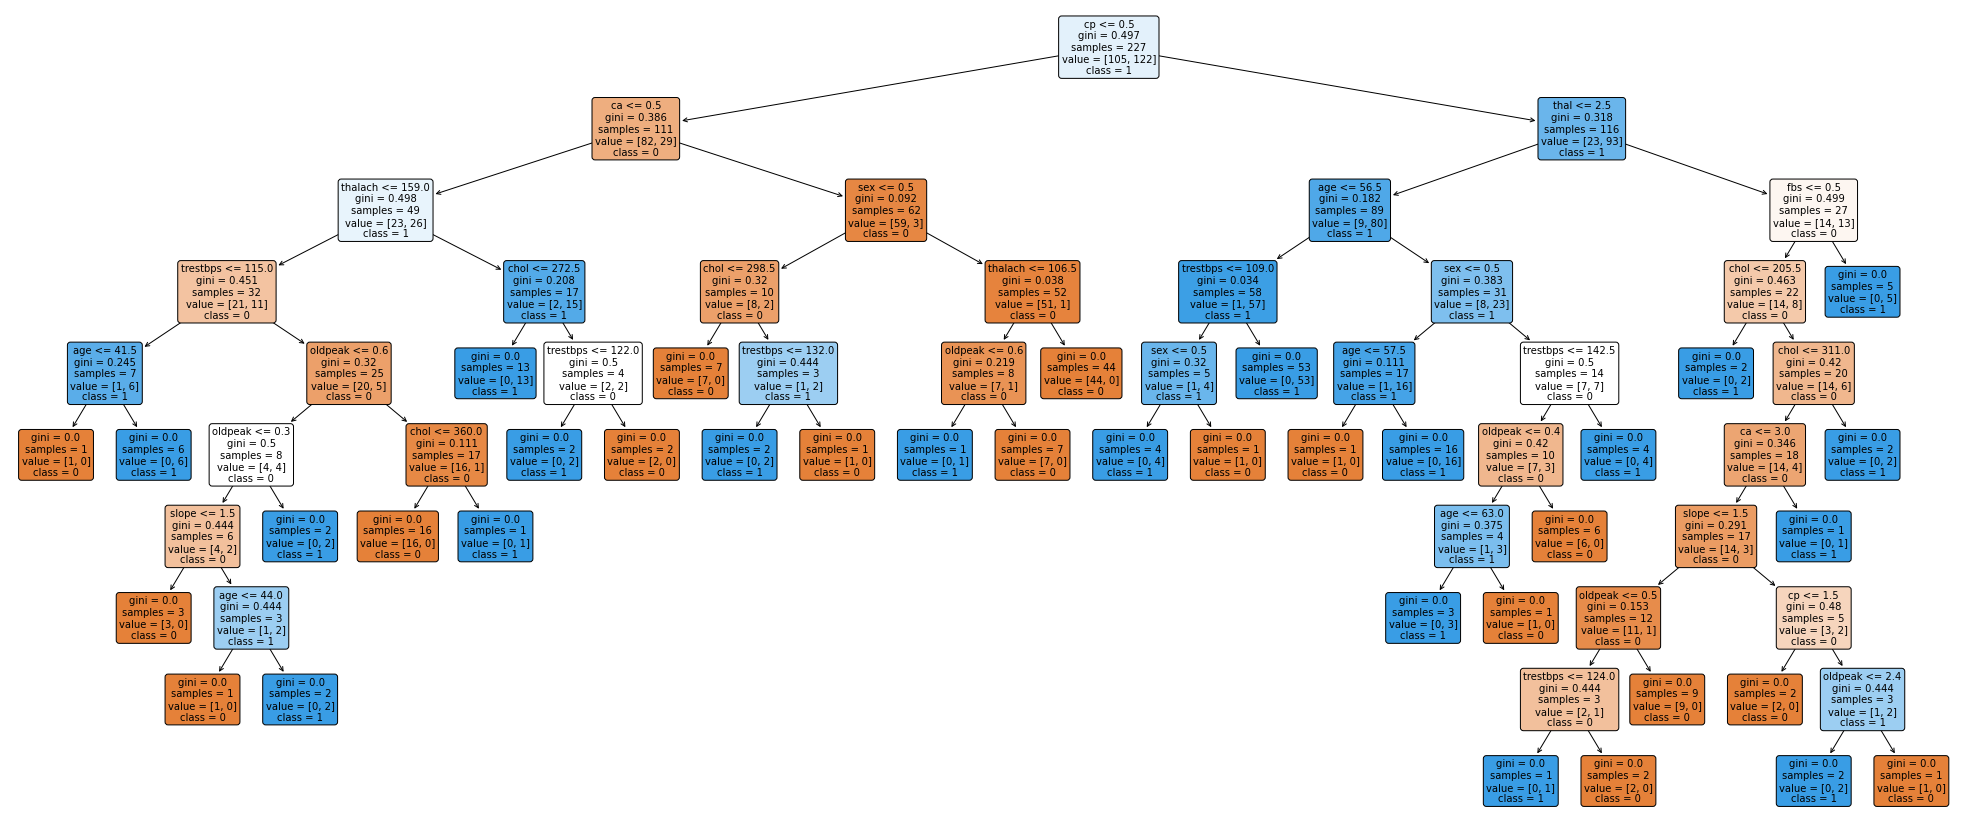 cp <= 0.5
gini = 0.497
samples = 227
value = [105, 122]
class = 1
ca <= 0.5
gini = 0.386
samples = 111
value = [82, 29]
class = 0
thal <= 2.5
gini = 0.318
samples = 116
value = [23, 93]
class = 1
thalach <= 159.0
gini = 0.498
samples = 49
value = [23, 26]
class = 1
sex <= 0.5
gini = 0.092
samples = 62
value = [59, 3]
class = 0
age <= 56.5
gini = 0.182
samples = 89
value = [9, 80]
class = 1
fbs <= 0.5
gini = 0.499
samples = 27
value = [14, 13]
class = 0
trestbps <= 115.0
gini = 0.451
samples = 32
value = [21, 11]
class = 0
chol <= 272.5
gini = 0.208
samples = 17
value = [2, 15]
class = 1
chol <= 298.5
gini = 0.32
samples = 10
value = [8, 2]
class = 0
thalach <= 106.5
gini = 0.038
samples = 52
value = [51, 1]
class = 0
trestbps <= 109.0
gini = 0.034
samples = 58
value = [1, 57]
class = 1
sex <= 0.5
gini = 0.383
samples = 31
value = [8, 23]
class = 1
chol <= 205.5
gini = 0.463
samples = 22
value = [14, 8]
class = 0
gini = 0.0
samples = 5
value = [0, 5]
class = 1
age <= 41.5
gini = 0.245
samples = 7
value = [1, 6]
class = 1
oldpeak <= 0.6
gini = 0.32
samples = 25
value = [20, 5]
class = 0
gini = 0.0
samples = 13
value = [0, 13]
class = 1
trestbps <= 122.0
gini = 0.5
samples = 4
value = [2, 2]
class = 0
gini = 0.0
samples = 7
value = [7, 0]
class = 0
trestbps <= 132.0
gini = 0.444
samples = 3
value = [1, 2]
class = 1
oldpeak <= 0.6
gini = 0.219
samples = 8
value = [7, 1]
class = 0
gini = 0.0
samples = 44
value = [44, 0]
class = 0
sex <= 0.5
gini = 0.32
samples = 5
value = [1, 4]
class = 1
gini = 0.0
samples = 53
value = [0, 53]
class = 1
age <= 57.5
gini = 0.111
samples = 17
value = [1, 16]
class = 1
trestbps <= 142.5
gini = 0.5
samples = 14
value = [7, 7]
class = 0
gini = 0.0
samples = 2
value = [0, 2]
class = 1
chol <= 311.0
gini = 0.42
samples = 20
value = [14, 6]
class = 0
gini = 0.0
samples = 1
value = [1, 0]
class = 0
gini = 0.0
samples = 6
value = [0, 6]
class = 1
oldpeak <= 0.3
gini = 0.5
samples = 8
value = [4, 4]
class = 0
chol <= 360.0
gini = 0.111
samples = 17
value = [16, 1]
class = 0
gini = 0.0
samples = 2
value = [0, 2]
class = 1
gini = 0.0
samples = 2
value = [2, 0]
class = 0
gini = 0.0
samples = 2
value = [0, 2]
class = 1
gini = 0.0
samples = 1
value = [1, 0]
class = 0
gini = 0.0
samples = 1
value = [0, 1]
class = 1
gini = 0.0
samples = 7
value = [7, 0]
class = 0
gini = 0.0
samples = 4
value = [0, 4]
class = 1
gini = 0.0
samples = 1
value = [1, 0]
class = 0
gini = 0.0
samples = 1
value = [1, 0]
class = 0
gini = 0.0
samples = 16
value = [0, 16]
class = 1
oldpeak <= 0.4
gini = 0.42
samples = 10
value = [7, 3]
class = 0
gini = 0.0
samples = 4
value = [0, 4]
class = 1
ca <= 3.0
gini = 0.346
samples = 18
value = [14, 4]
class = 0
gini = 0.0
samples = 2
value = [0, 2]
class = 1
slope <= 1.5
gini = 0.444
samples = 6
value = [4, 2]
class = 0
gini = 0.0
samples = 2
value = [0, 2]
class = 1
gini = 0.0
samples = 16
value = [16, 0]
class = 0
gini = 0.0
samples = 1
value = [0, 1]
class = 1
age <= 63.0
gini = 0.375
samples = 4
value = [1, 3]
class = 1
gini = 0.0
samples = 6
value = [6, 0]
class = 0
slope <= 1.5
gini = 0.291
samples = 17
value = [14, 3]
class = 0
gini = 0.0
samples = 1
value = [0, 1]
class = 1
gini = 0.0
samples = 3
value = [3, 0]
class = 0
age <= 44.0
gini = 0.444
samples = 3
value = [1, 2]
class = 1
gini = 0.0
samples = 3
value = [0, 3]
class = 1
gini = 0.0
samples = 1
value = [1, 0]
class = 0
oldpeak <= 0.5
gini = 0.153
samples = 12
value = [11, 1]
class = 0
cp <= 1.5
gini = 0.48
samples = 5
value = [3, 2]
class = 0
gini = 0.0
samples = 1
value = [1, 0]
class = 0
gini = 0.0
samples = 2
value = [0, 2]
class = 1
trestbps <= 124.0
gini = 0.444
samples = 3
value = [2, 1]
class = 0
gini = 0.0
samples = 9
value = [9, 0]
class = 0
gini = 0.0
samples = 2
value = [2, 0]
class = 0
oldpeak <= 2.4
gini = 0.444
samples = 3
value = [1, 2]
class = 1
gini = 0.0
samples = 1
value = [0, 1]
class = 1
gini = 0.0
samples = 2
value = [2, 0]
class = 0
gini = 0.0
samples = 2
value = [0, 2]
class = 1
gini = 0.0
samples = 1
value = [1, 0]
class = 0